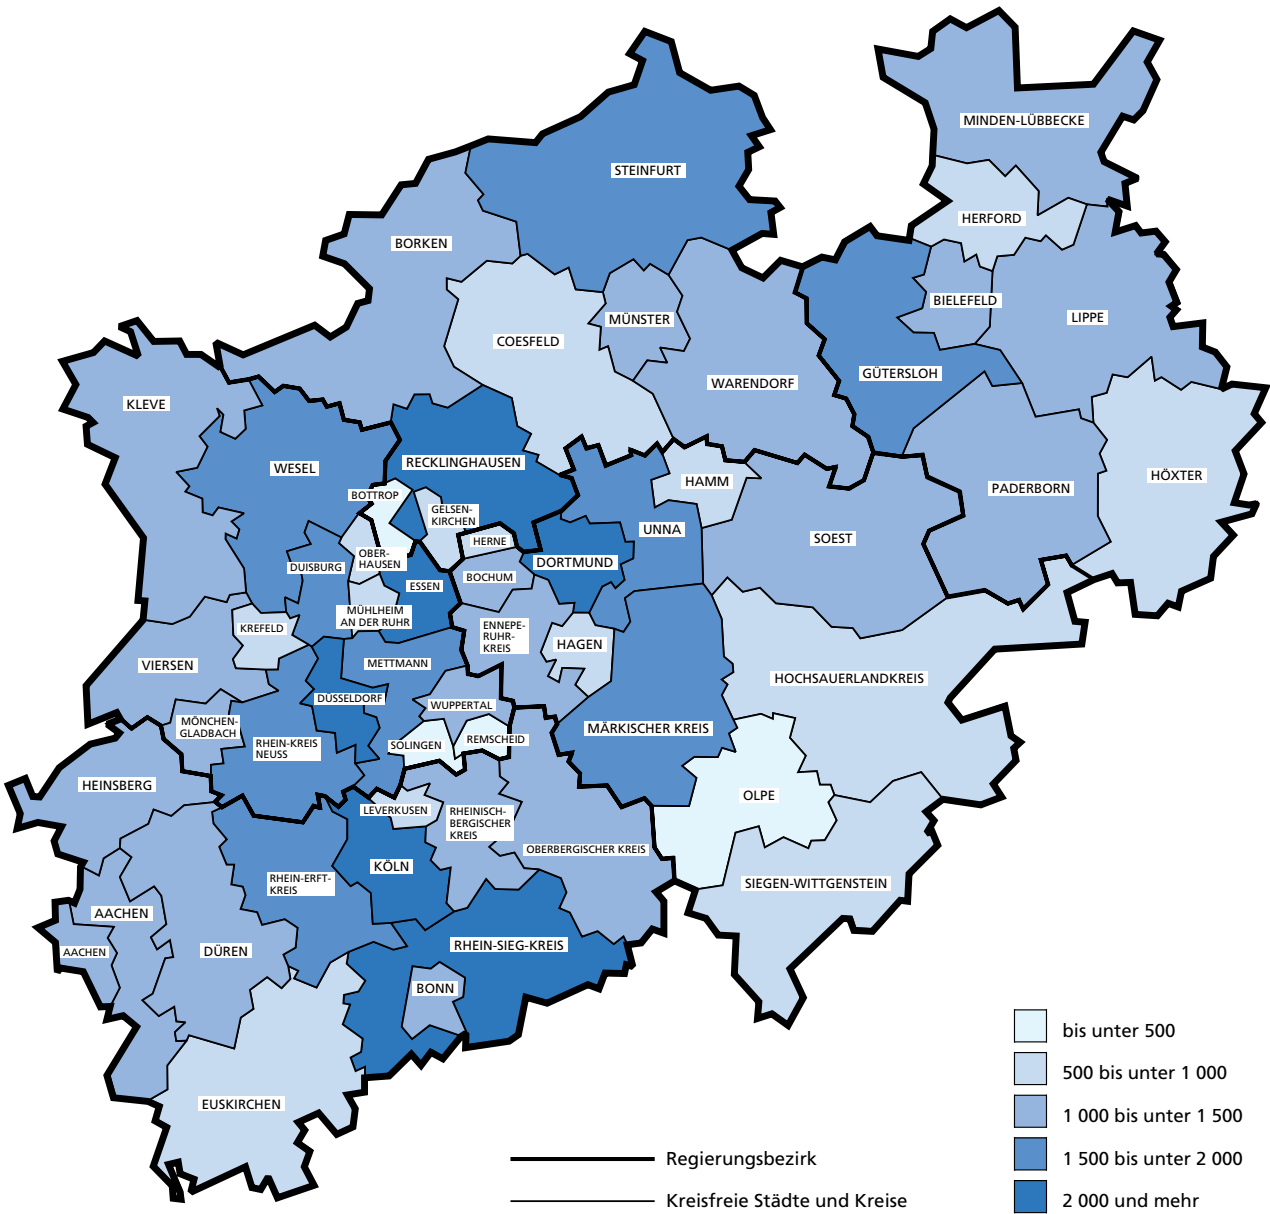 MINDEN-LÜBBECKE
STEINFURT
HERFORD
BORKEN
BIELEFELD
MÜNSTER
LIPPE
COESFELD
GÜTERSLOH
WARENDORF
KLEVE
RECKLINGHAUSEN
WESEL
HÖXTER
HAMM
PADERBORN
BOTTROP
GELSEN-
KIRCHEN
UNNA
SOEST
HERNE
OBER-
HAUSEN
DORTMUND
DUISBURG
BOCHUM
ESSEN
MÜHLHEIM
AN DER RUHR
KREFELD
ENNEPE-
RUHR-
KREIS
HAGEN
VIERSEN
METTMANN
HOCHSAUERLANDKREIS
DÜSSELDORF
WUPPERTAL
MÖNCHEN-
GLADBACH
MÄRKISCHER KREIS
REMSCHEID
SOLINGEN
RHEIN-KREIS
NEUSS
HEINSBERG
OLPE
LEVERKUSEN
RHEINISCH-
BERGISCHER
KREIS
OBERBERGISCHER KREIS
KÖLN
RHEIN-ERFT-
KREIS
SIEGEN-WITTGENSTEIN
AACHEN
RHEIN-SIEG-KREIS
AACHEN
DÜREN
BONN
EUSKIRCHEN
bis unter 500
500 bis unter 1 000
1 000 bis unter 1 500
1 500 bis unter 2 000
2 000 und mehr
Regierungsbezirk
Kreisfreie Städte und Kreise